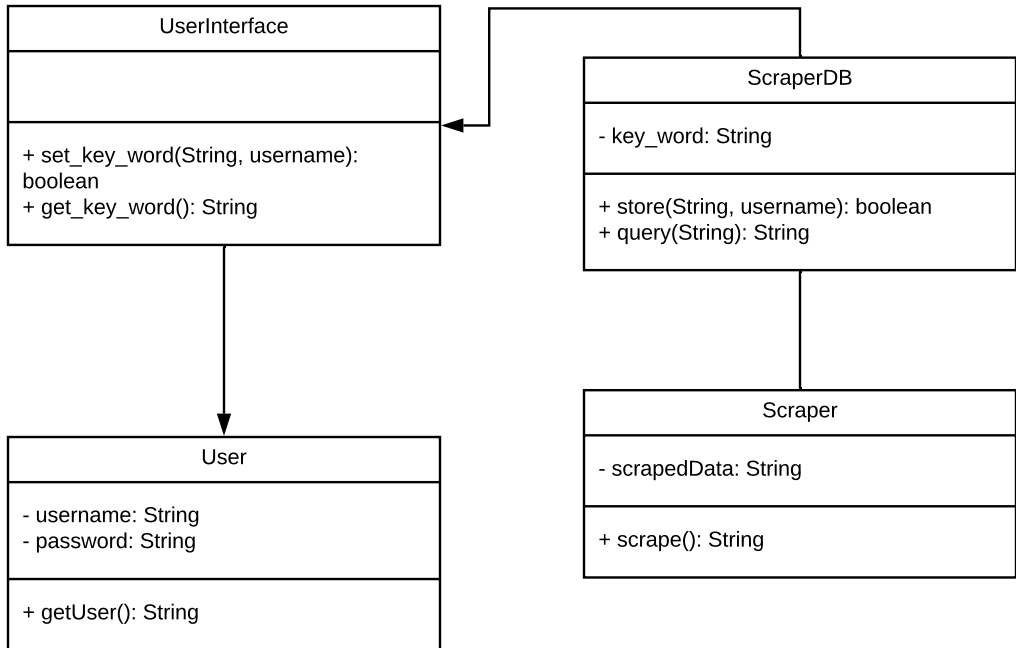 UserInterface
+ set_key_word(String, username):
boolean
+ get_key_word(): String
ScraperDB
- key_word: String
+ store(String, username): boolean
+ query(String): String
User
- username: String
- password: String
+ getUser(): String
Scraper
- scrapedData: String
+ scrape(): String